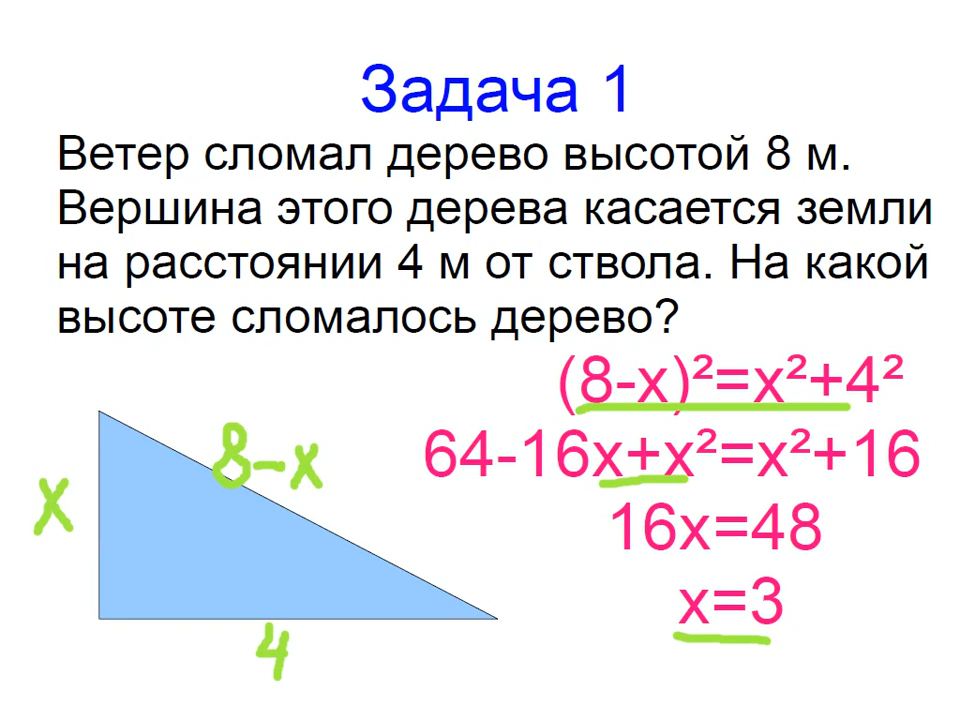 Задача 1
Ветер сломал дерево высотой 8 м.
Вершина этого дерева касается земли
на расстоянии 4 м от ствола. На какой
высоте сломалось дерево?
(8-x)²=x²+4²
64-16x+x²=x²+16
16x=48
x=3
8-x
x
4